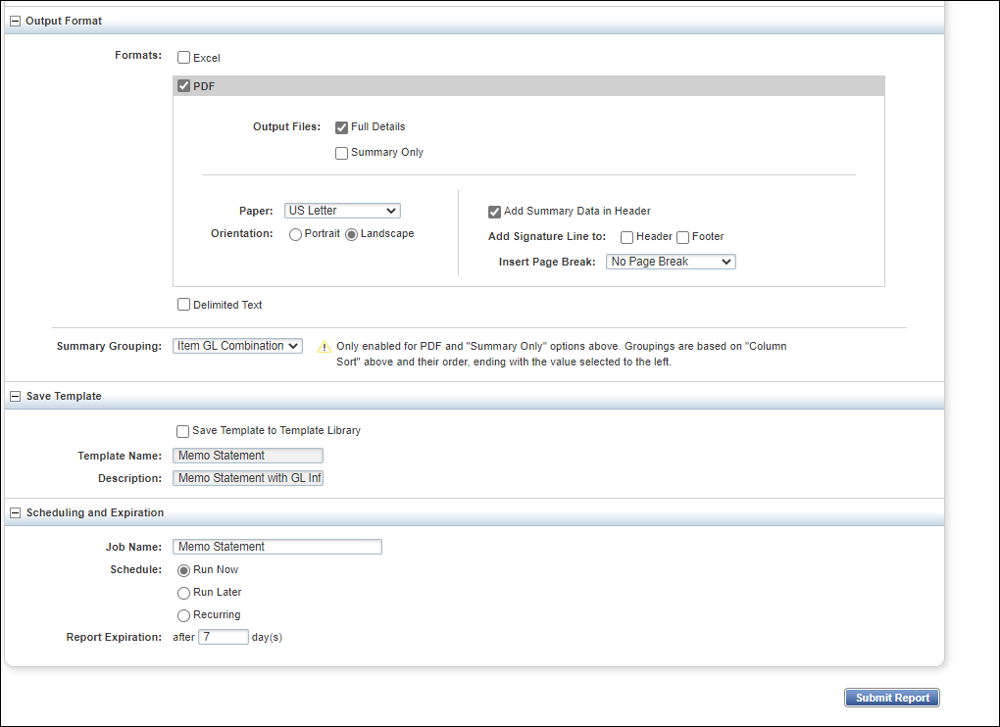 Output Format
Formats: Excel
PDF
Output Files: Full Details
Summary Only
Paper: US Letter Add Summary Data in Header
Orientation: Portrait Landscape Add Signature Line to: Header Footer
Insert Page Break: No Page Break
Delimited Text
Summary Grouping: Item GL Combination Only enabled for PDF and "Summary Only" options above. Groupings are based on "Column
Sort" above and their order, ending with the value selected to the left.
Save Template
Save Template to Template Library
Template Name: Memo Statement
Description: Memo Statement with GL Inf
Scheduling and Expiration
Job Name: Memo Statement
Schedule: Run Now
Run Later
Recurring
Report Expiration: after 7 day(s)
Submit Report